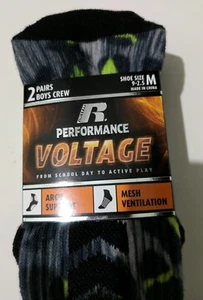 2 PAIRS
BOYS CREW
SHOE SIZE
9-2.5 M
MADE IN CHINA
R
PERFORMANCE
VOLTAGE
FROM SCHOOL DAY TO ACTIVE PLAY
ARCH
SUPPORT
MESH
VENTILATION